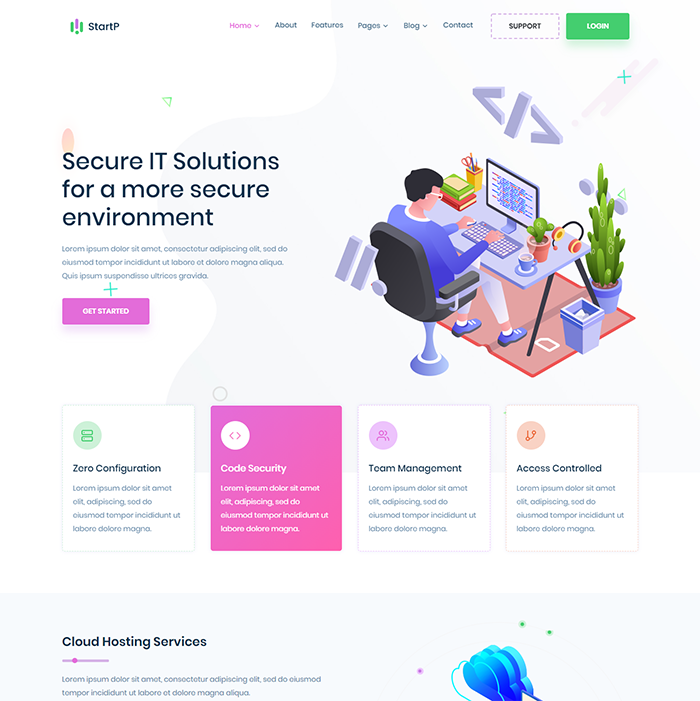 StartP
Home About Features Pages Blog Contact SUPPORT LOGIN
Secure IT Solutions
for a more secure
environment
Lorem ipsum dolor sit amet, consectetur adipiscing elit, sed do
eiusmod tempor incididunt ut labore et dolore magna aliqua.
Quis ipsum suspendisse ultrices gravida.
GET STARTED
Zero Configuration
Lorem ipsum dolor sit amet
elit, adipiscing, sed do
eiusmod tempor incididunt ut
labore dolore magna.
Code Security
Lorem ipsum dolor sit amet
elit, adipiscing, sed do
eiusmod tempor incididunt ut
labore dolore magna.
Team Management
Lorem ipsum dolor sit amet
elit, adipiscing, sed do
eiusmod tempor incididunt ut
labore dolore magna.
Access Controlled
Lorem ipsum dolor sit amet
elit, adipiscing, sed do
eiusmod tempor incididunt ut
labore dolore magna.
Cloud Hosting Services
Lorem ipsum dolor sit amet, consectetur adipiscing elit, sed do
eiusmod tempor incididunt ut labore et dolore
magna aliqua.